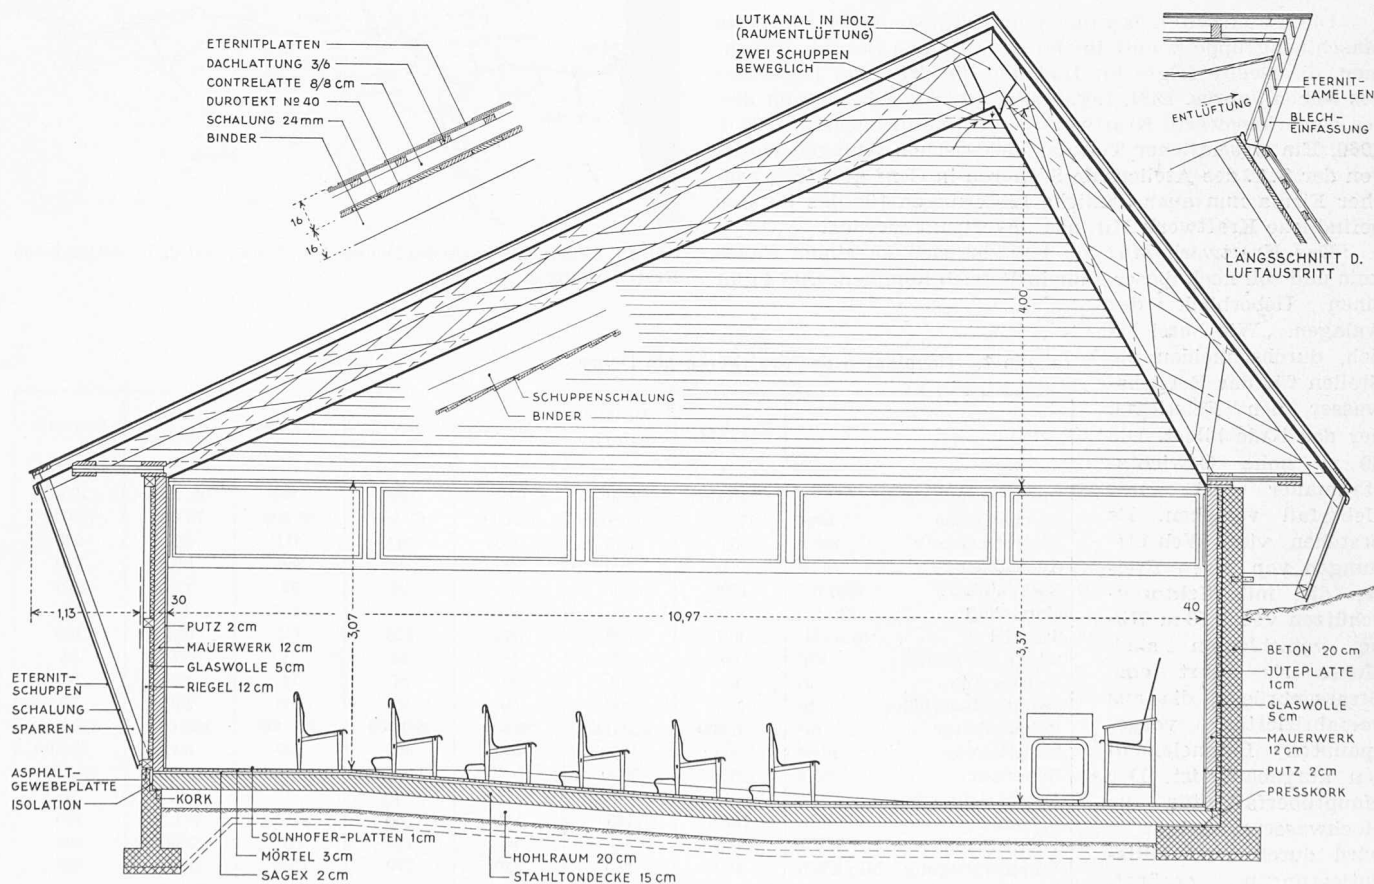 ETERNITPLATTEN
DACHLATTUNG 3/6
CONTRELATTE 8/8 cm
DUROTEKT Nº 40
SCHALUNG 24mm
BINDER
16
16
LUTKANAL IN HOLZ
(RAUMENTLÜFTUNG)
ZWEI SCHUPPEN
BEWEGLICH
ENTLÜFTUNG
ETERNIT-
LAMELLEN
BLECH-
EINFASSUNG
LÄNGSSCHNITT D.
LUFTAUSTRITT
4,00
SCHUPPENSCHALUNG
BINDER
1,13
30
3,07
10,97
3,37
40
PUTZ 2cm
MAUERWERK 12cm
GLASWOLLE 5cm
RIEGEL 12cm
ETERNIT-
SCHUPPEN
SCHALUNG
SPARREN
ASPHALT-
GEWEBEPLATTE
ISOLATION
KORK
SOLNHOFER-PLATTEN 1cm
MÖRTEL 3cm
SAGEX 2cm
HOHLRAUM 20cm
STAHLTONDECKE 15cm
BETON 20cm
JUTEPLATTE
1cm
GLASWOLLE
5cm
MAUERWERK
12cm
PUTZ 2cm
PRESSKORK